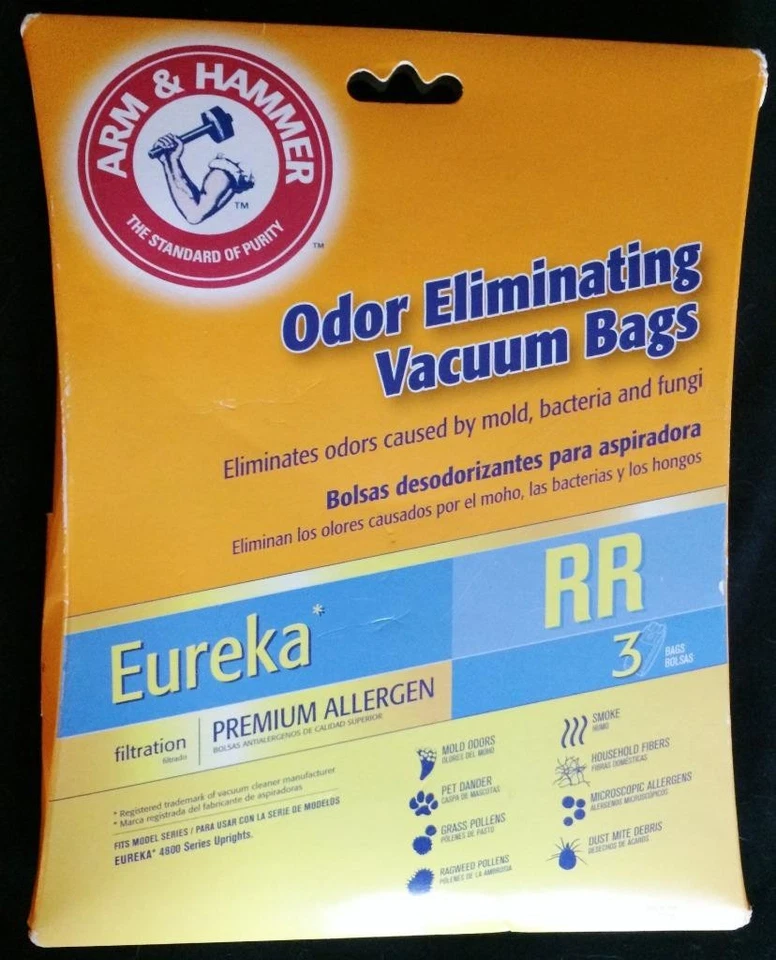 ARM & HAMMER
THE STANDARD OF PURITY
TM
TM
Odor Eliminating
Vacuum Bags
Eliminates odors caused by mold, bacteria and fungi
Bolsas desodorizantes para aspiradora
Eliminan los olores causados por el moho, las bacterias y los hongos
Eureka*
RR
3
BAGS
BOLSAS
filtration
filtrado
PREMIUM ALLERGEN
BOLSAS ANTIALERGENOS DE CALIDAD SUPERIOR
* Registered trademark of vacuum cleaner manufacturer
* Marca registrada del fabricante de aspiradoras
FITS MODEL SERIES / PARA USAR CON LA SERIE DE MODELOS
EUREKA* 4800 Series Uprights.
MOLD ODORS
OLORES DEL MOHO
PET DANDER
CASPA DE MASCOTAS
GRASS POLLENS
POLENES DE PASTO
RAGWEED POLLENS
POLENES DE LA AMBROSIA
SMOKE
HUMO
HOUSEHOLD FIBERS
FIBRAS DOMÉSTICAS
MICROSCOPIC ALLERGENS
ALERGENOS MICROSCÓPICOS
DUST MITE DEBRIS
DESECHOS DE ÁCAROS